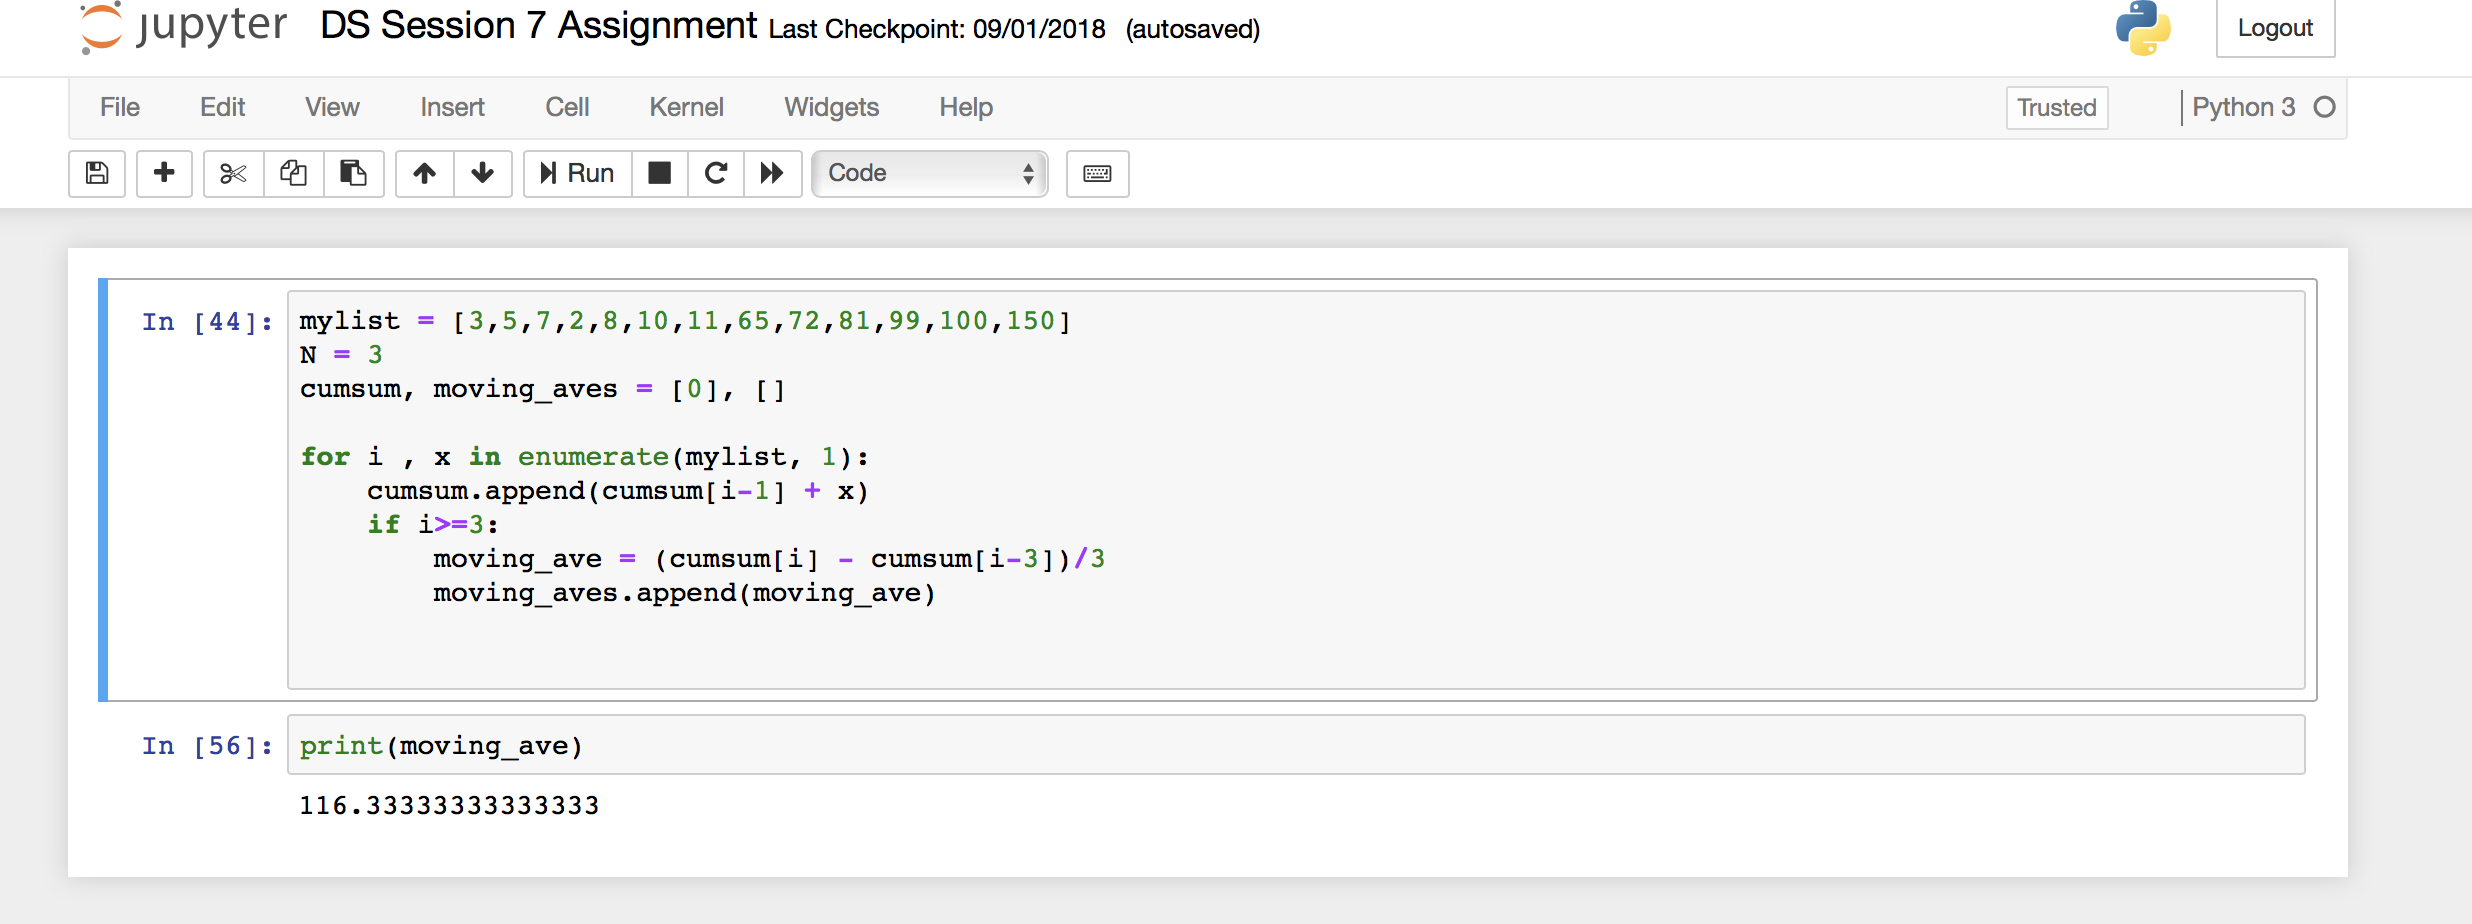 jupyter DS Session 7 Assignment Last Checkpoint: 09/01/2018 (autosaved) Logout
File Edit View Insert Cell Kernel Widgets Help Trusted Python 3
Run Code
In [44]: mylist = [3,5,7,2,8,10,11,65,72,81,99,100,150]
N = 3
cumsum, moving_aves = [0], []
for i , x in enumerate(mylist, 1):
    cumsum.append(cumsum[i-1] + x)
    if i>=3:
        moving_ave = (cumsum[i] - cumsum[i-3])/3
        moving_aves.append(moving_ave)
In [56]: print(moving_ave)
116.33333333333333